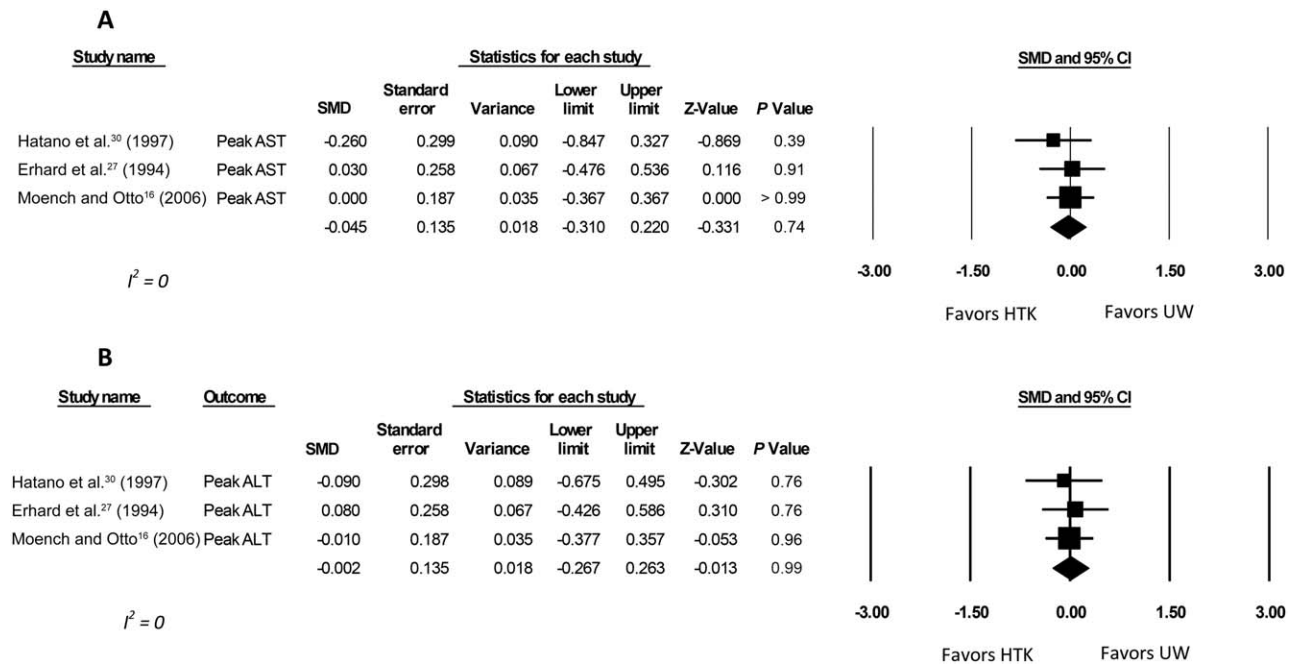 A
Study name Statistics for each study SMD and 95% CI
SMD Standard error Variance Lower limit Upper limit Z-Value P Value
Hatano et al.³⁰ (1997) Peak AST -0.260 0.299 0.090 -0.847 0.327 -0.869 0.39
Erhard et al.²⁷ (1994) Peak AST 0.030 0.258 0.067 -0.476 0.536 0.116 0.91
Moench and Otto¹⁶ (2006) Peak AST 0.000 0.187 0.035 -0.367 0.367 0.000 > 0.99
-0.045 0.135 0.018 -0.310 0.220 -0.331 0.74
I² = 0
-3.00 -1.50 0.00 1.50 3.00
Favors HTK Favors UW
B
Study name Outcome Statistics for each study SMD and 95% CI
SMD Standard error Variance Lower limit Upper limit Z-Value P Value
Hatano et al.³⁰ (1997) Peak ALT -0.090 0.298 0.089 -0.675 0.495 -0.302 0.76
Erhard et al.²⁷ (1994) Peak ALT 0.080 0.258 0.067 -0.426 0.586 0.310 0.76
Moench and Otto¹⁶ (2006) Peak ALT -0.010 0.187 0.035 -0.377 0.357 -0.053 0.96
-0.002 0.135 0.018 -0.267 0.263 -0.013 0.99
I² = 0
-3.00 -1.50 0.00 1.50 3.00
Favors HTK Favors UW